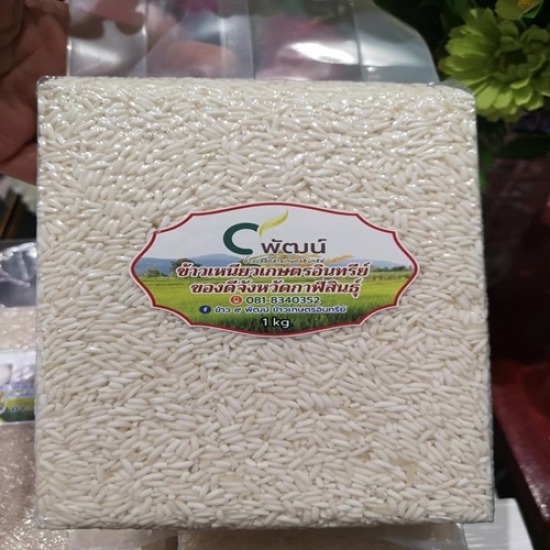 ๙ พัฒน์
ข้าวเหนียวเกษตรอินทรีย์
ของดีจังหวัดกาฬสินธุ์
081-8340352
ข้าว ๙ พัฒน์ ข้าวเกษตรอินทรีย์
1 kg